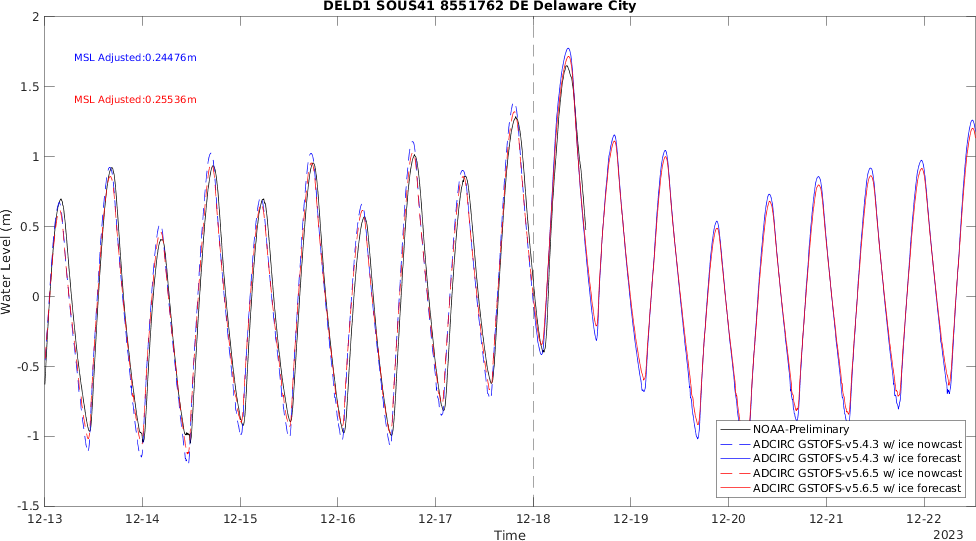 DELD1 SOUS41 8551762 DE Delaware City
2
1.5
1
0.5
0
-0.5
-1
-1.5
Water Level (m)
MSL Adjusted:0.24476m
MSL Adjusted:0.25536m
NOAA-Preliminary
ADCIRC GSTOFS-v5.4.3 w/ ice nowcast
ADCIRC GSTOFS-v5.4.3 w/ ice forecast
ADCIRC GSTOFS-v5.6.5 w/ ice nowcast
ADCIRC GSTOFS-v5.6.5 w/ ice forecast
12-13 12-14 12-15 12-16 12-17 12-18 12-19 12-20 12-21 12-22
Time
2023